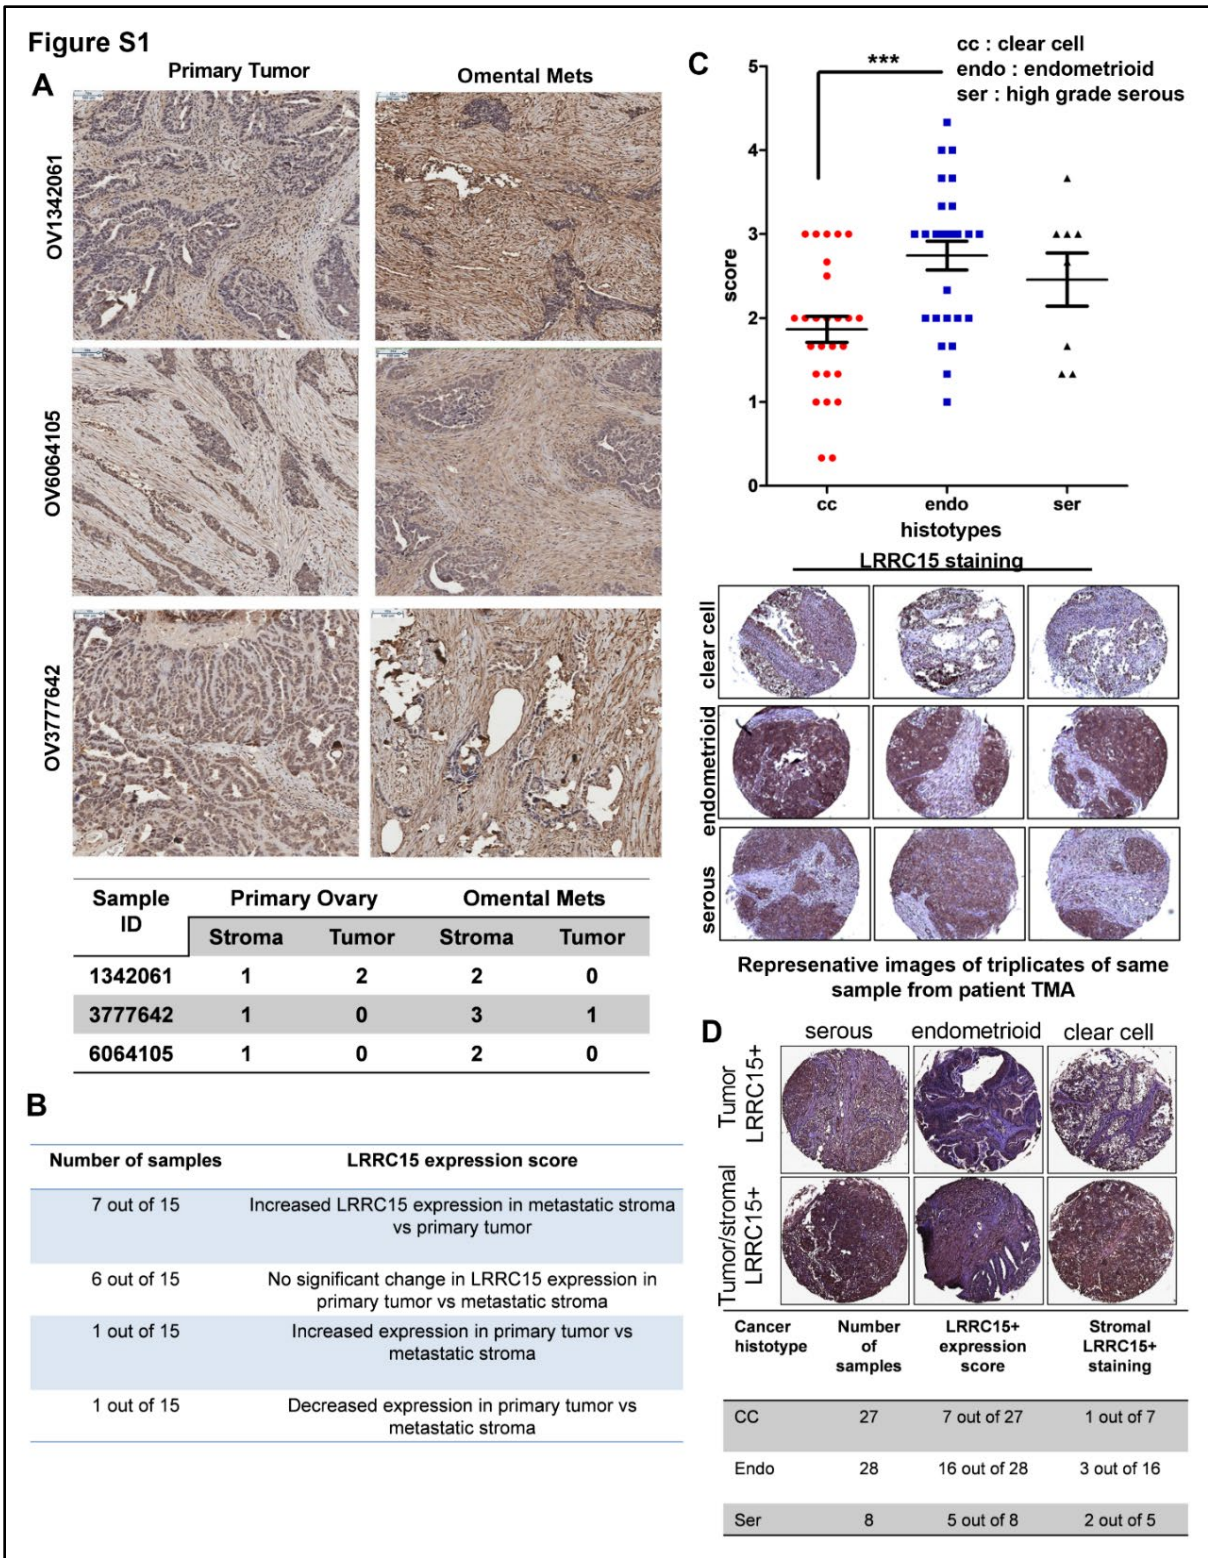 Figure S1
A
Primary Tumor
Omental Mets
OV1342061
OV6064105
OV3777642
Sample ID
Primary Ovary
Omental Mets
Stroma
Tumor
Stroma
Tumor
1342061 1 2 2 0
3777642 1 0 3 1
6064105 1 0 2 0
B
Number of samples
LRRC15 expression score
7 out of 15
Increased LRRC15 expression in metastatic stroma
vs primary tumor
6 out of 15
No significant change in LRRC15 expression in
primary tumor vs metastatic stroma
1 out of 15
Increased expression in primary tumor vs
metastatic stroma
1 out of 15
Decreased expression in primary tumor vs
metastatic stroma
C
cc : clear cell
endo : endometrioid
ser : high grade serous
***
5
4
3
2
1
0
score
cc
endo
ser
histotypes
LRRC15 staining
clear cell
endometrioid
serous
Represenative images of triplicates of same
sample from patient TMA
D
serous
endometrioid
clear cell
Tumor
LRRC15+
Tumor/stromal
LRRC15+
Cancer
histotype
Number
of
samples
LRRC15+
expression
score
Stromal
LRRC15+
staining
CC 27 7 out of 27 1 out of 7
Endo 28 16 out of 28 3 out of 16
Ser 8 5 out of 8 2 out of 5